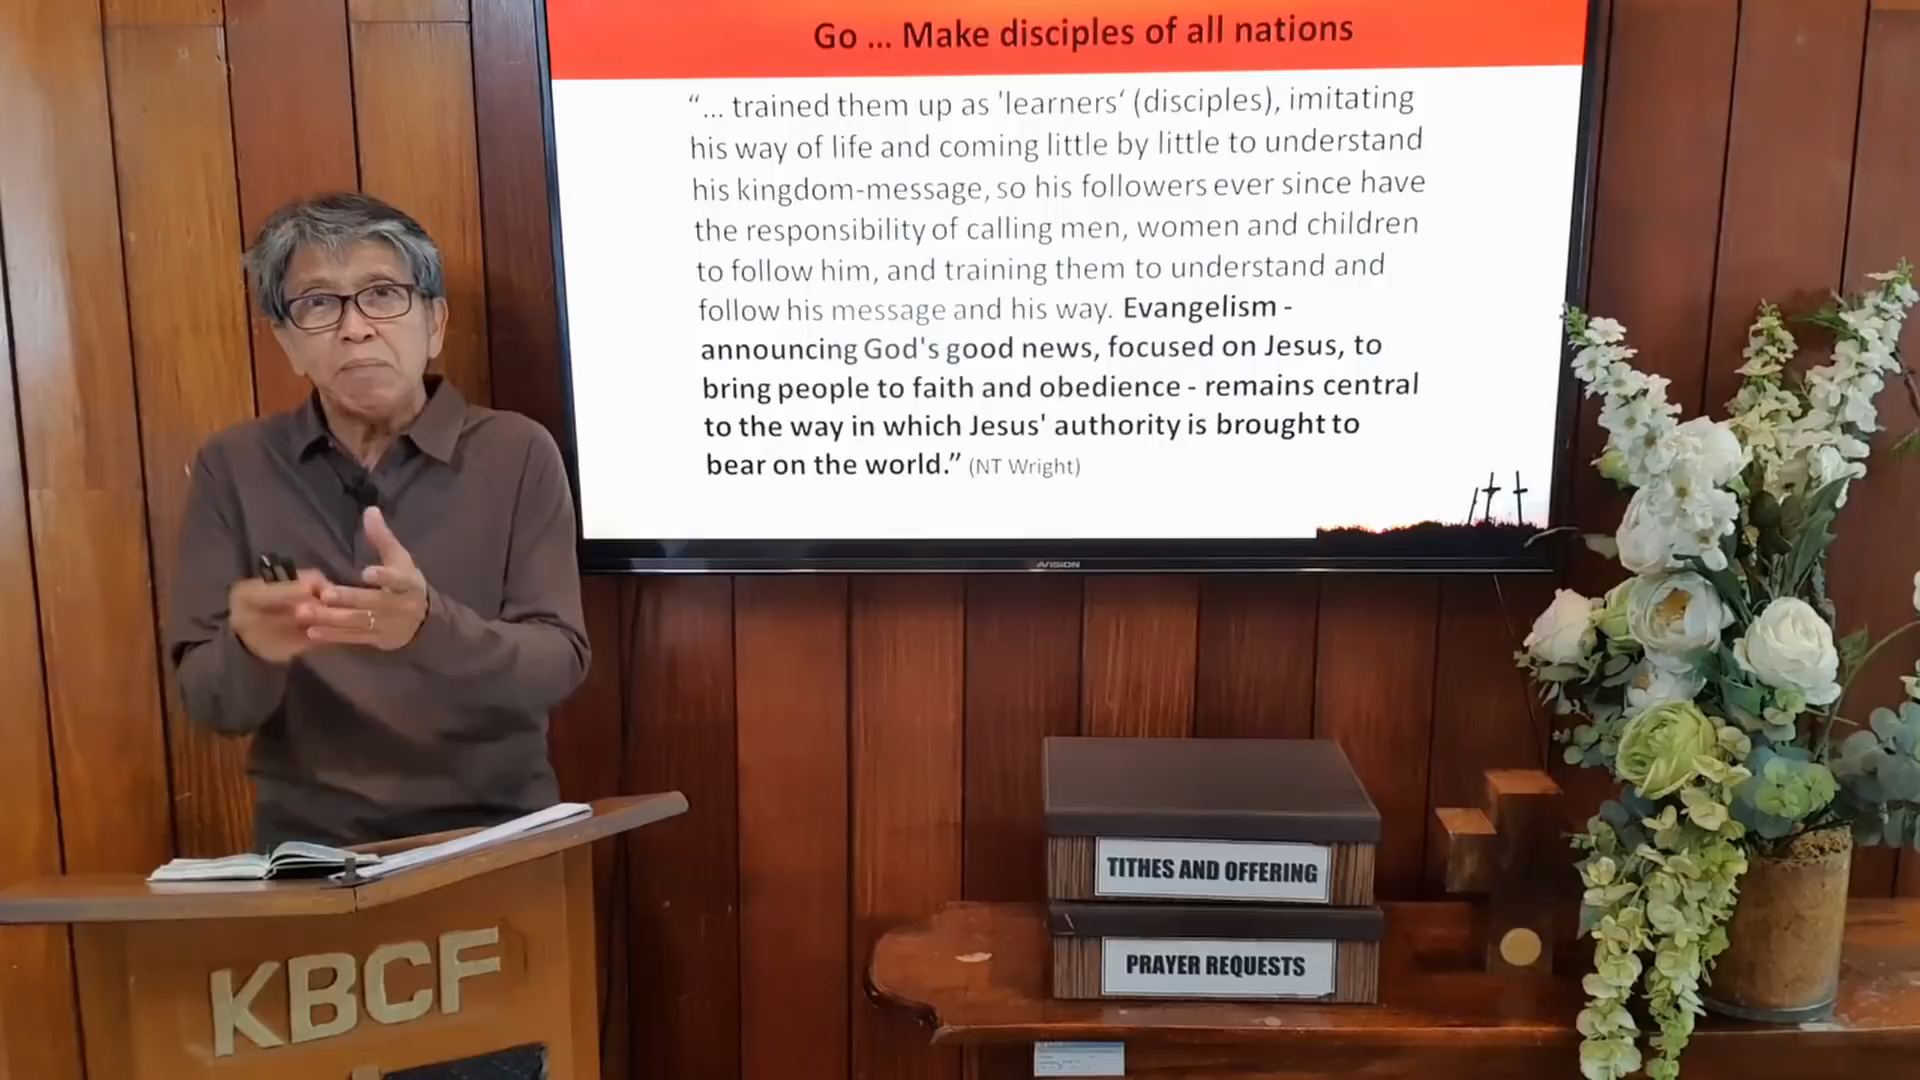 Go ... Make disciples of all nations
“... trained them up as 'learners‘ (disciples), imitating
his way of life and coming little by little to understand
his kingdom-message, so his followers ever since have
the responsibility of calling men, women and children
to follow him, and training them to understand and
follow his message and his way. Evangelism -
announcing God's good news, focused on Jesus, to
bring people to faith and obedience - remains central
to the way in which Jesus' authority is brought to
bear on the world.” (NT Wright)
AVISION
TITHES AND OFFERING
PRAYER REQUESTS
KBCF